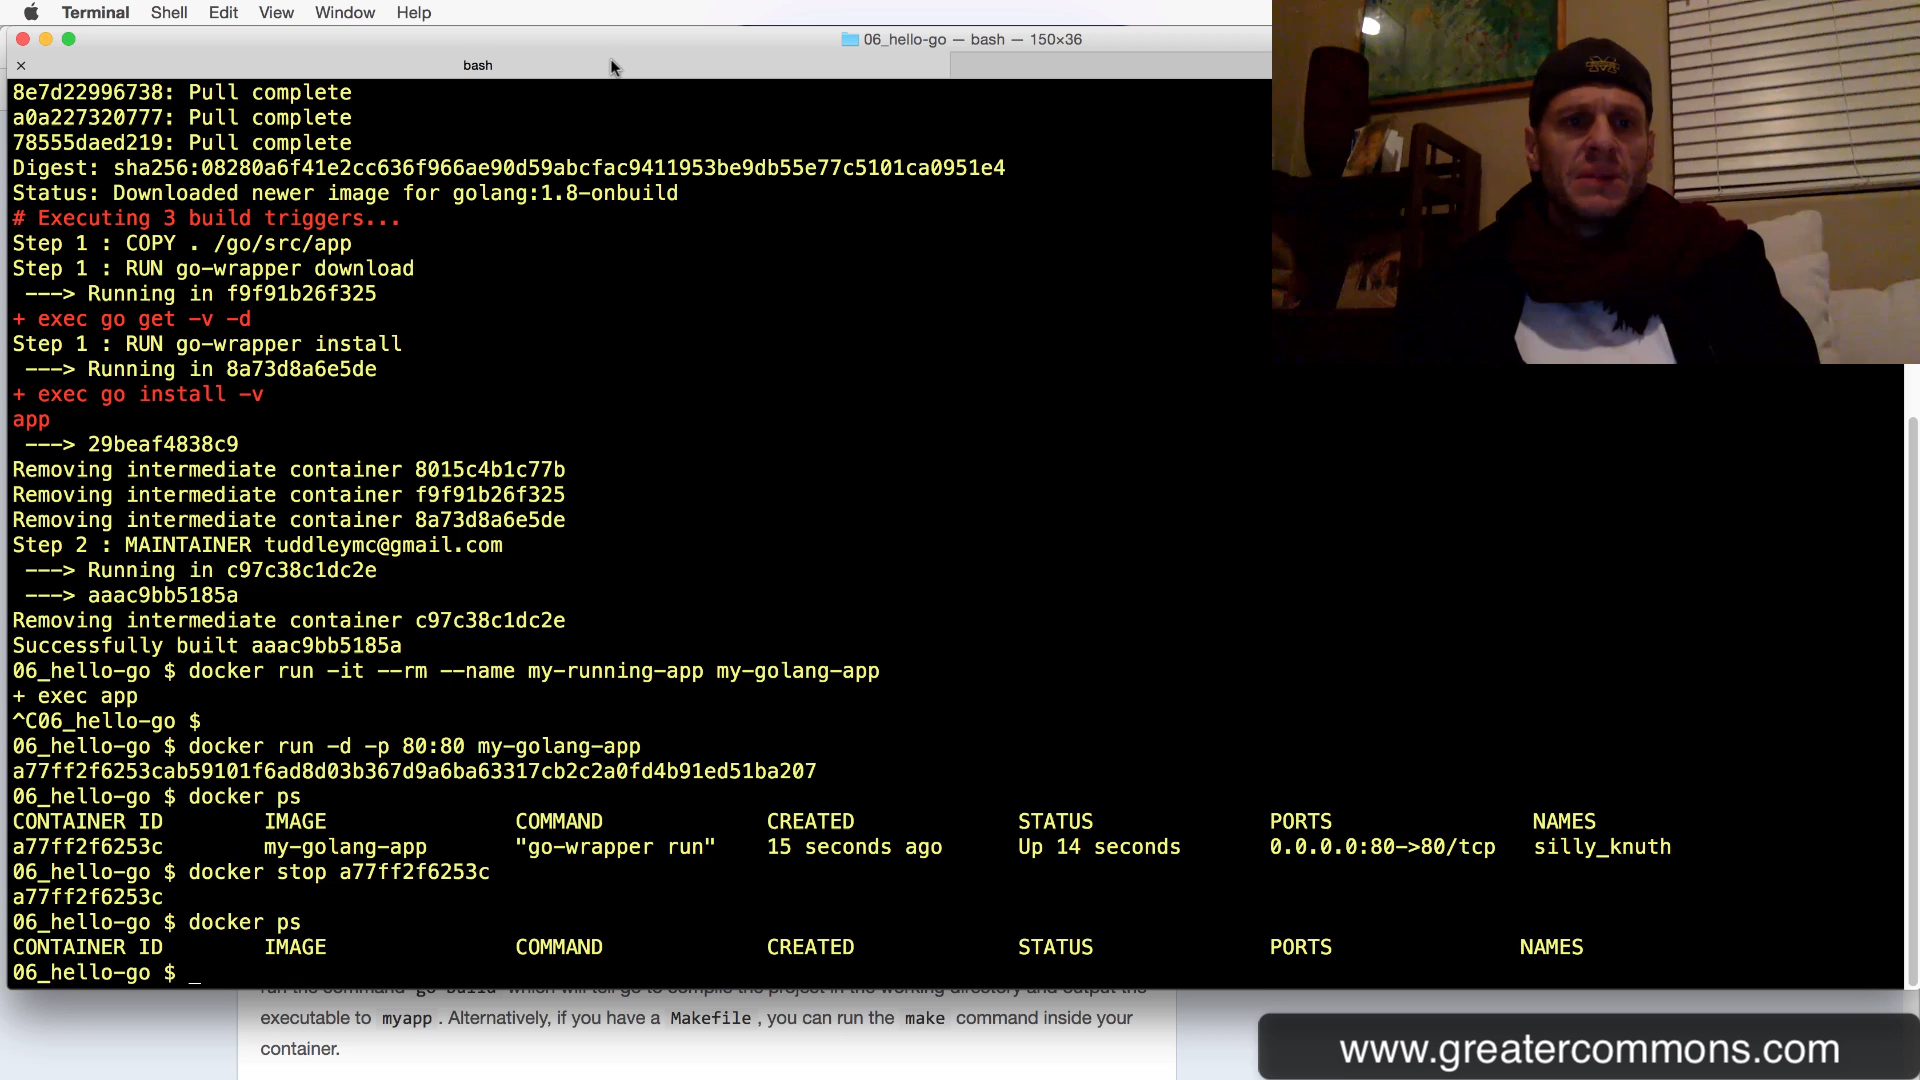 Terminal Shell Edit View Window Help
06_hello-go — bash — 150×36
× bash
8e7d22996738: Pull complete
a0a227320777: Pull complete
78555daed219: Pull complete
Digest: sha256:08280a6f41e2cc636f966ae90d59abcfac9411953be9db55e77c5101ca0951e4
Status: Downloaded newer image for golang:1.8-onbuild
# Executing 3 build triggers...
Step 1 : COPY . /go/src/app
Step 1 : RUN go-wrapper download
---> Running in f9f91b26f325
+ exec go get -v -d
Step 1 : RUN go-wrapper install
---> Running in 8a73d8a6e5de
+ exec go install -v
app
---> 29beaf4838c9
Removing intermediate container 8015c4b1c77b
Removing intermediate container f9f91b26f325
Removing intermediate container 8a73d8a6e5de
Step 2 : MAINTAINER tuddleymc@gmail.com
---> Running in c97c38c1dc2e
---> aaac9bb5185a
Removing intermediate container c97c38c1dc2e
Successfully built aaac9bb5185a
06_hello-go $ docker run -it --rm --name my-running-app my-golang-app
+ exec app
^C06_hello-go $
06_hello-go $ docker run -d -p 80:80 my-golang-app
a77ff2f6253cab59101f6ad8d03b367d9a6ba63317cb2c2a0fd4b91ed51ba207
06_hello-go $ docker ps
CONTAINER ID IMAGE COMMAND CREATED STATUS PORTS NAMES
a77ff2f6253c my-golang-app "go-wrapper run" 15 seconds ago Up 14 seconds 0.0.0.0:80->80/tcp silly_knuth
06_hello-go $ docker stop a77ff2f6253c
a77ff2f6253c
06_hello-go $ docker ps
CONTAINER ID IMAGE COMMAND CREATED STATUS PORTS NAMES
06_hello-go $ _
run the command go build which will tell go to compile the project in the working directory and output the
executable to myapp . Alternatively, if you have a Makefile , you can run the make command inside your
container.
www.greatercommons.com